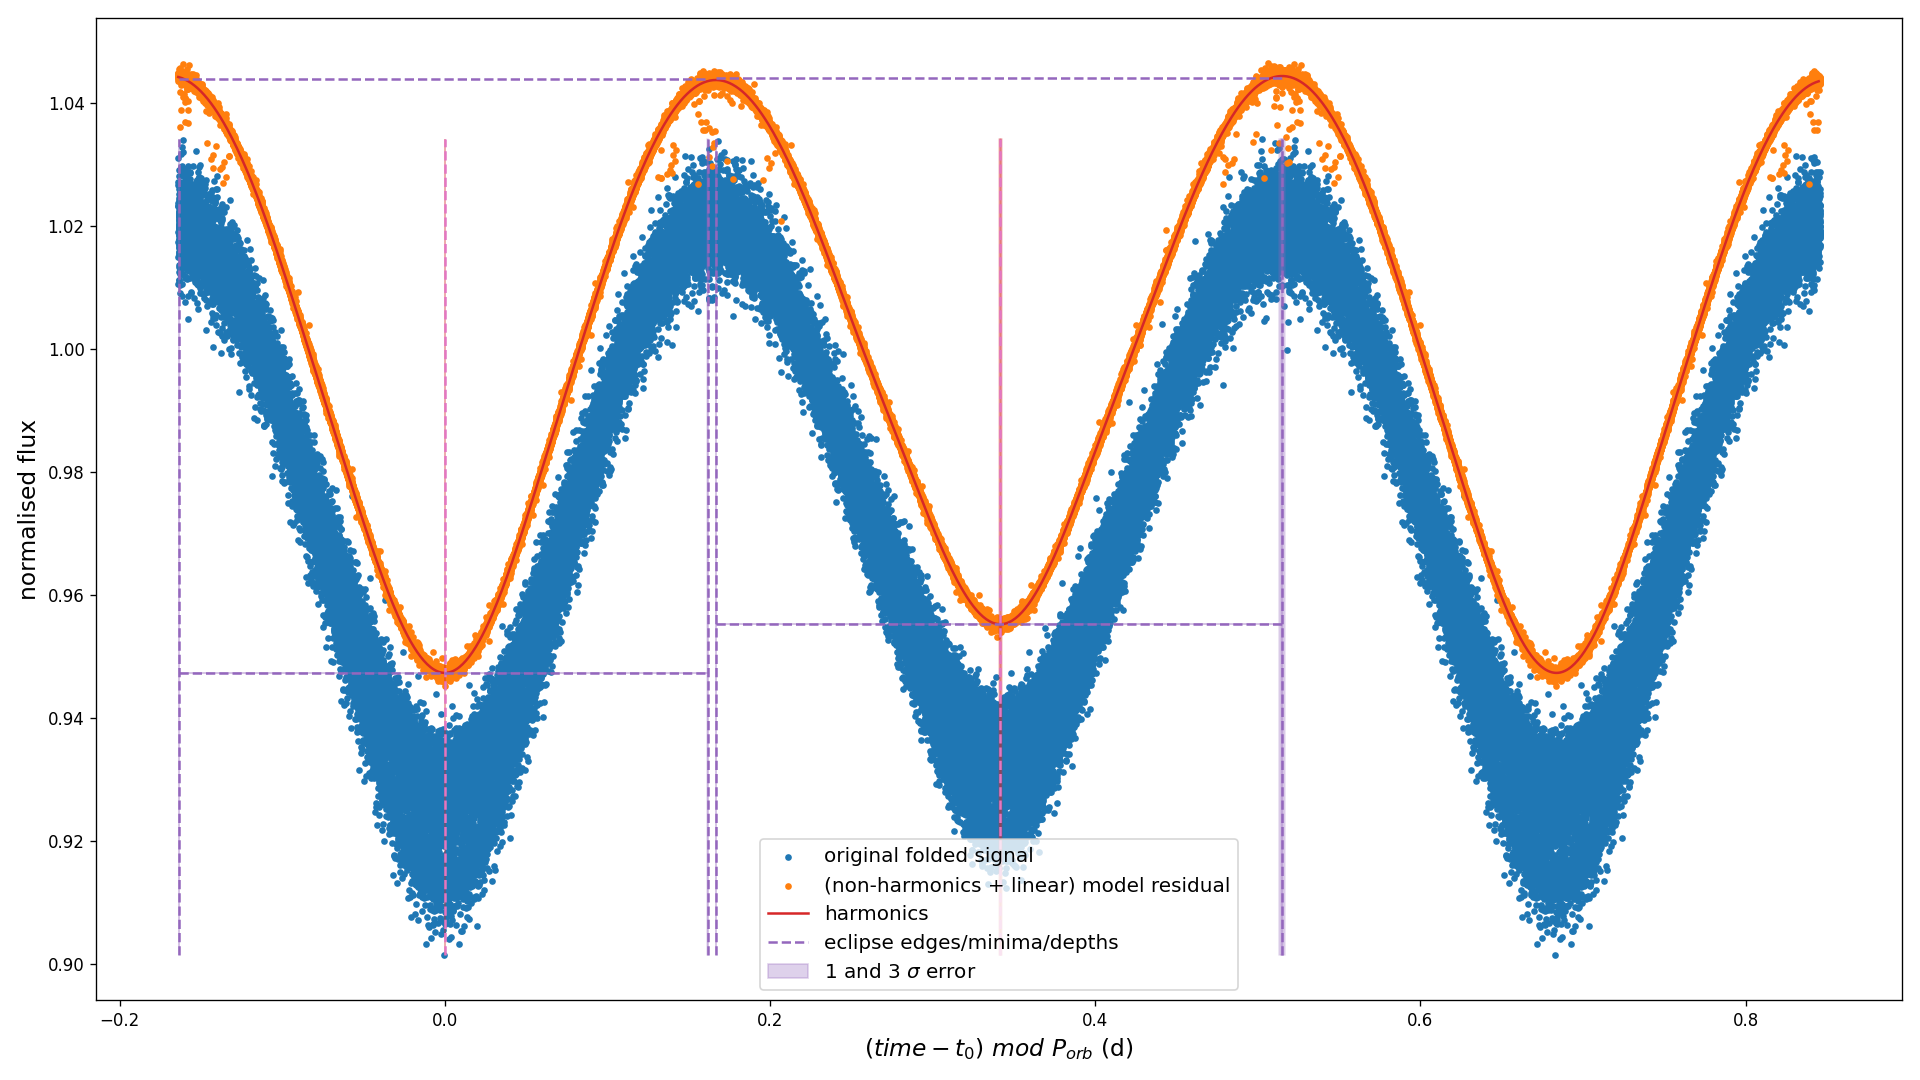 normalised flux
1.04
1.02
1.00
0.98
0.96
0.94
0.92
0.90
original folded signal
(non-harmonics + linear) model residual
harmonics
eclipse edges/minima/depths
1 and 3 σ error
−0.2 0.0 0.2 0.4 0.6 0.8
(time − t₀) mod Pₒᵣb (d)